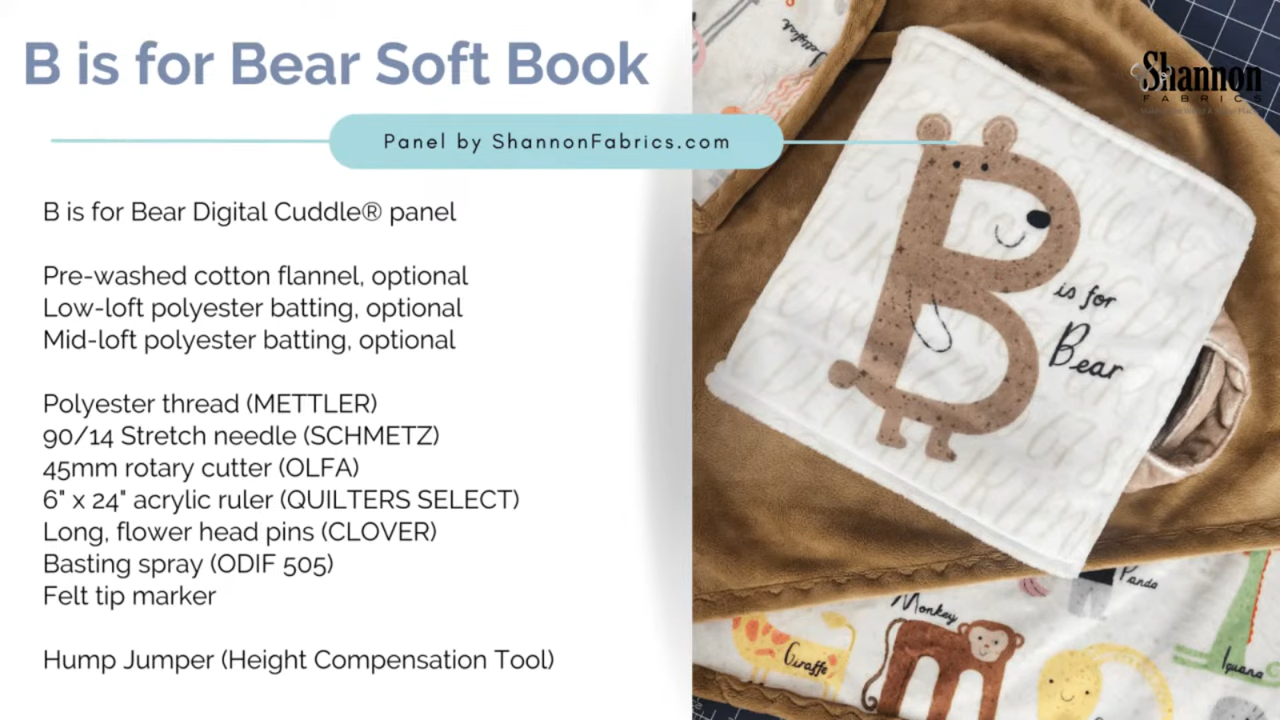 B is for Bear Soft Book
Panel by ShannonFabrics.com
B is for Bear Digital Cuddle® panel
Pre-washed cotton flannel, optional
Low-loft polyester batting, optional
Mid-loft polyester batting, optional
Polyester thread (METTLER)
90/14 Stretch needle (SCHMETZ)
45mm rotary cutter (OLFA)
6" x 24" acrylic ruler (QUILTERS SELECT)
Long, flower head pins (CLOVER)
Basting spray (ODIF 505)
Felt tip marker
Hump Jumper (Height Compensation Tool)
Shannon
FABRICS
Jellyfish
B
is for
Bear
Panda
Monkey
Giraffe
m
Iguana